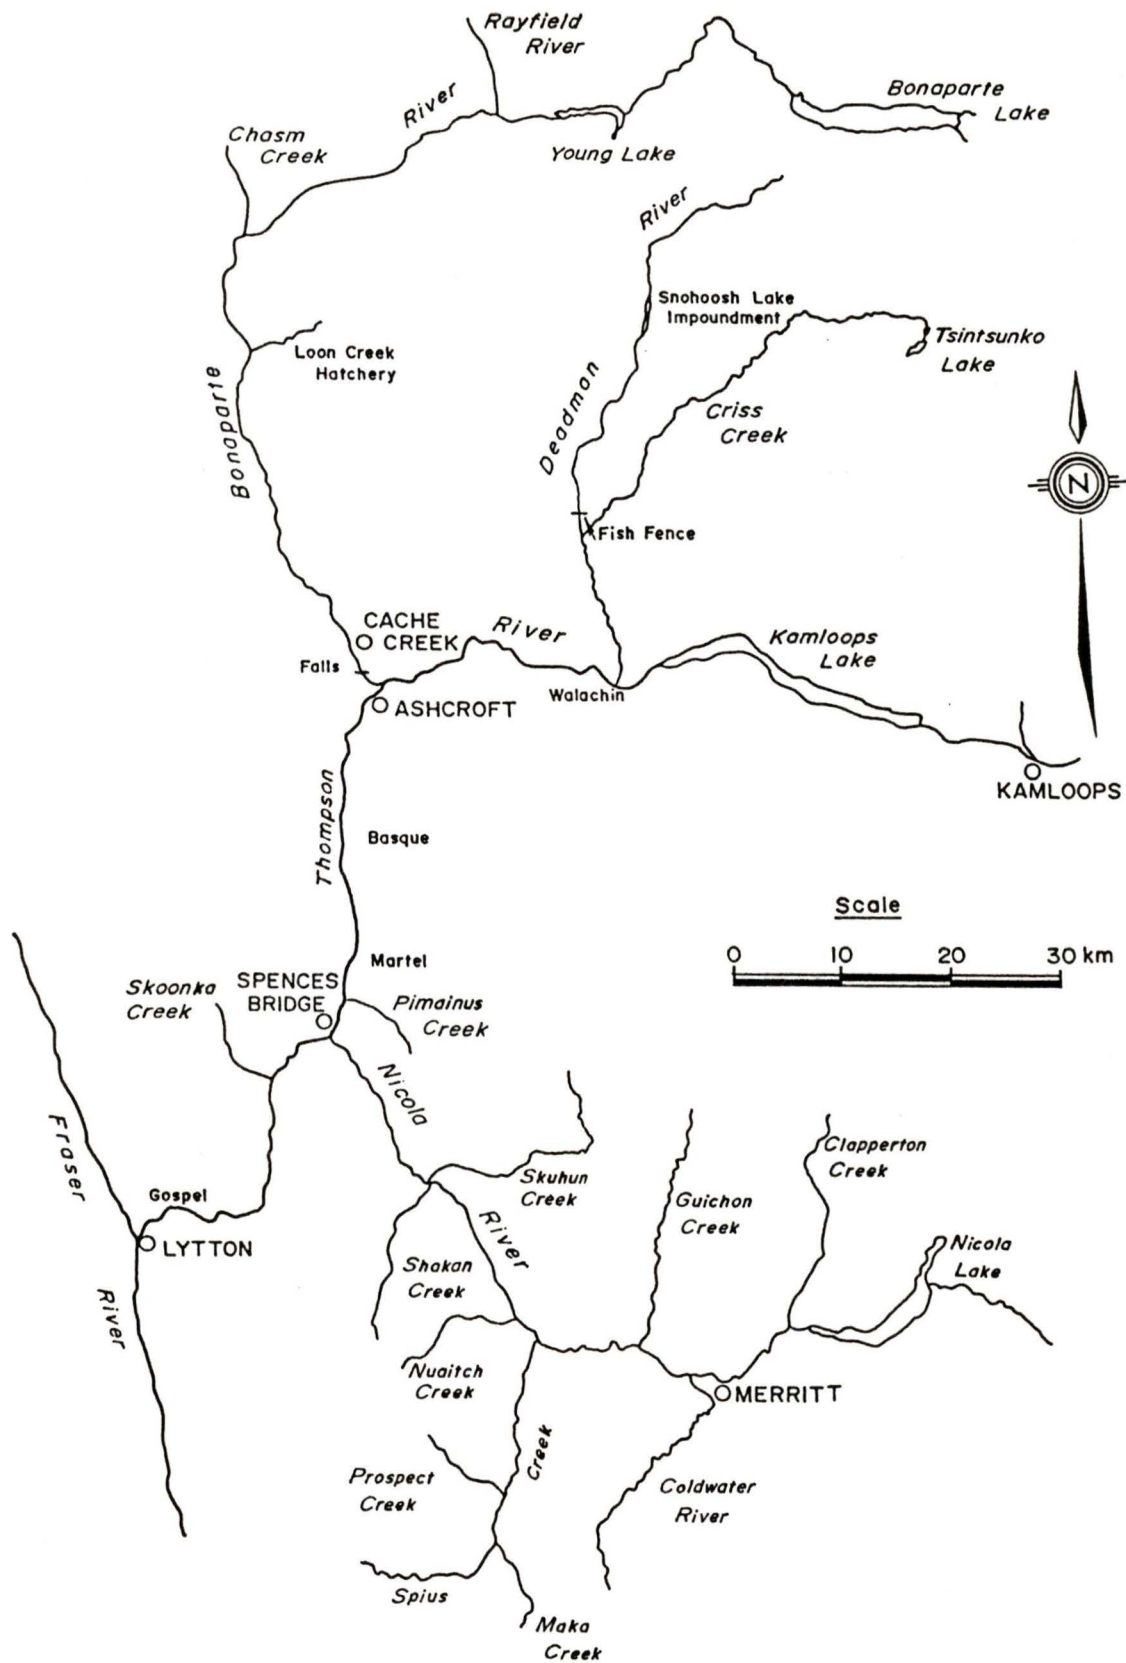 Rayfield
River
River
Bonaparte
Lake
Chasm
Creek
Young Lake
River
Snohoosh Lake
Impoundment
Tsintsunko
Lake
Loon Creek
Hatchery
Bonaparte
Deadman
Criss
Creek
N
Fish Fence
CACHE
CREEK
River
Kamloops
Lake
Falls
Walachin
ASHCROFT
KAMLOOPS
Thompson
Basque
Scale
0 10 20 30 km
Martel
Skoonka
Creek
SPENCES
BRIDGE
Pimainus
Creek
Nicola
Fraser
Clapperton
Creek
Skuhun
Creek
Guichon
Creek
Gospel
River
LYTTON
Nicola
Lake
Shakan
Creek
River
Nuaitch
Creek
MERRITT
Creek
Prospect
Creek
Coldwater
River
Spius
Maka
Creek